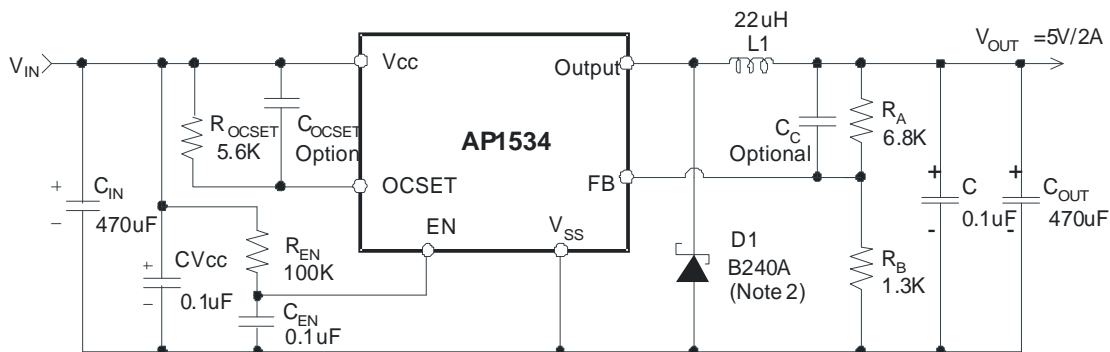 22uH
L1
V_OUT =5V/2A
V_IN
Vcc
Output
R_OCSET
5.6K
C_OCSET
Option
AP1534
C_C
Optional
R_A
6.8K
OCSET
FB
+
C_IN
470uF
-
EN
V_SS
+
C
0.1uF
-
+
C_OUT
470uF
-
R_EN
100K
+
CVcc
0.1uF
-
D1
B240A
(Note 2)
R_B
1.3K
C_EN
0.1uF